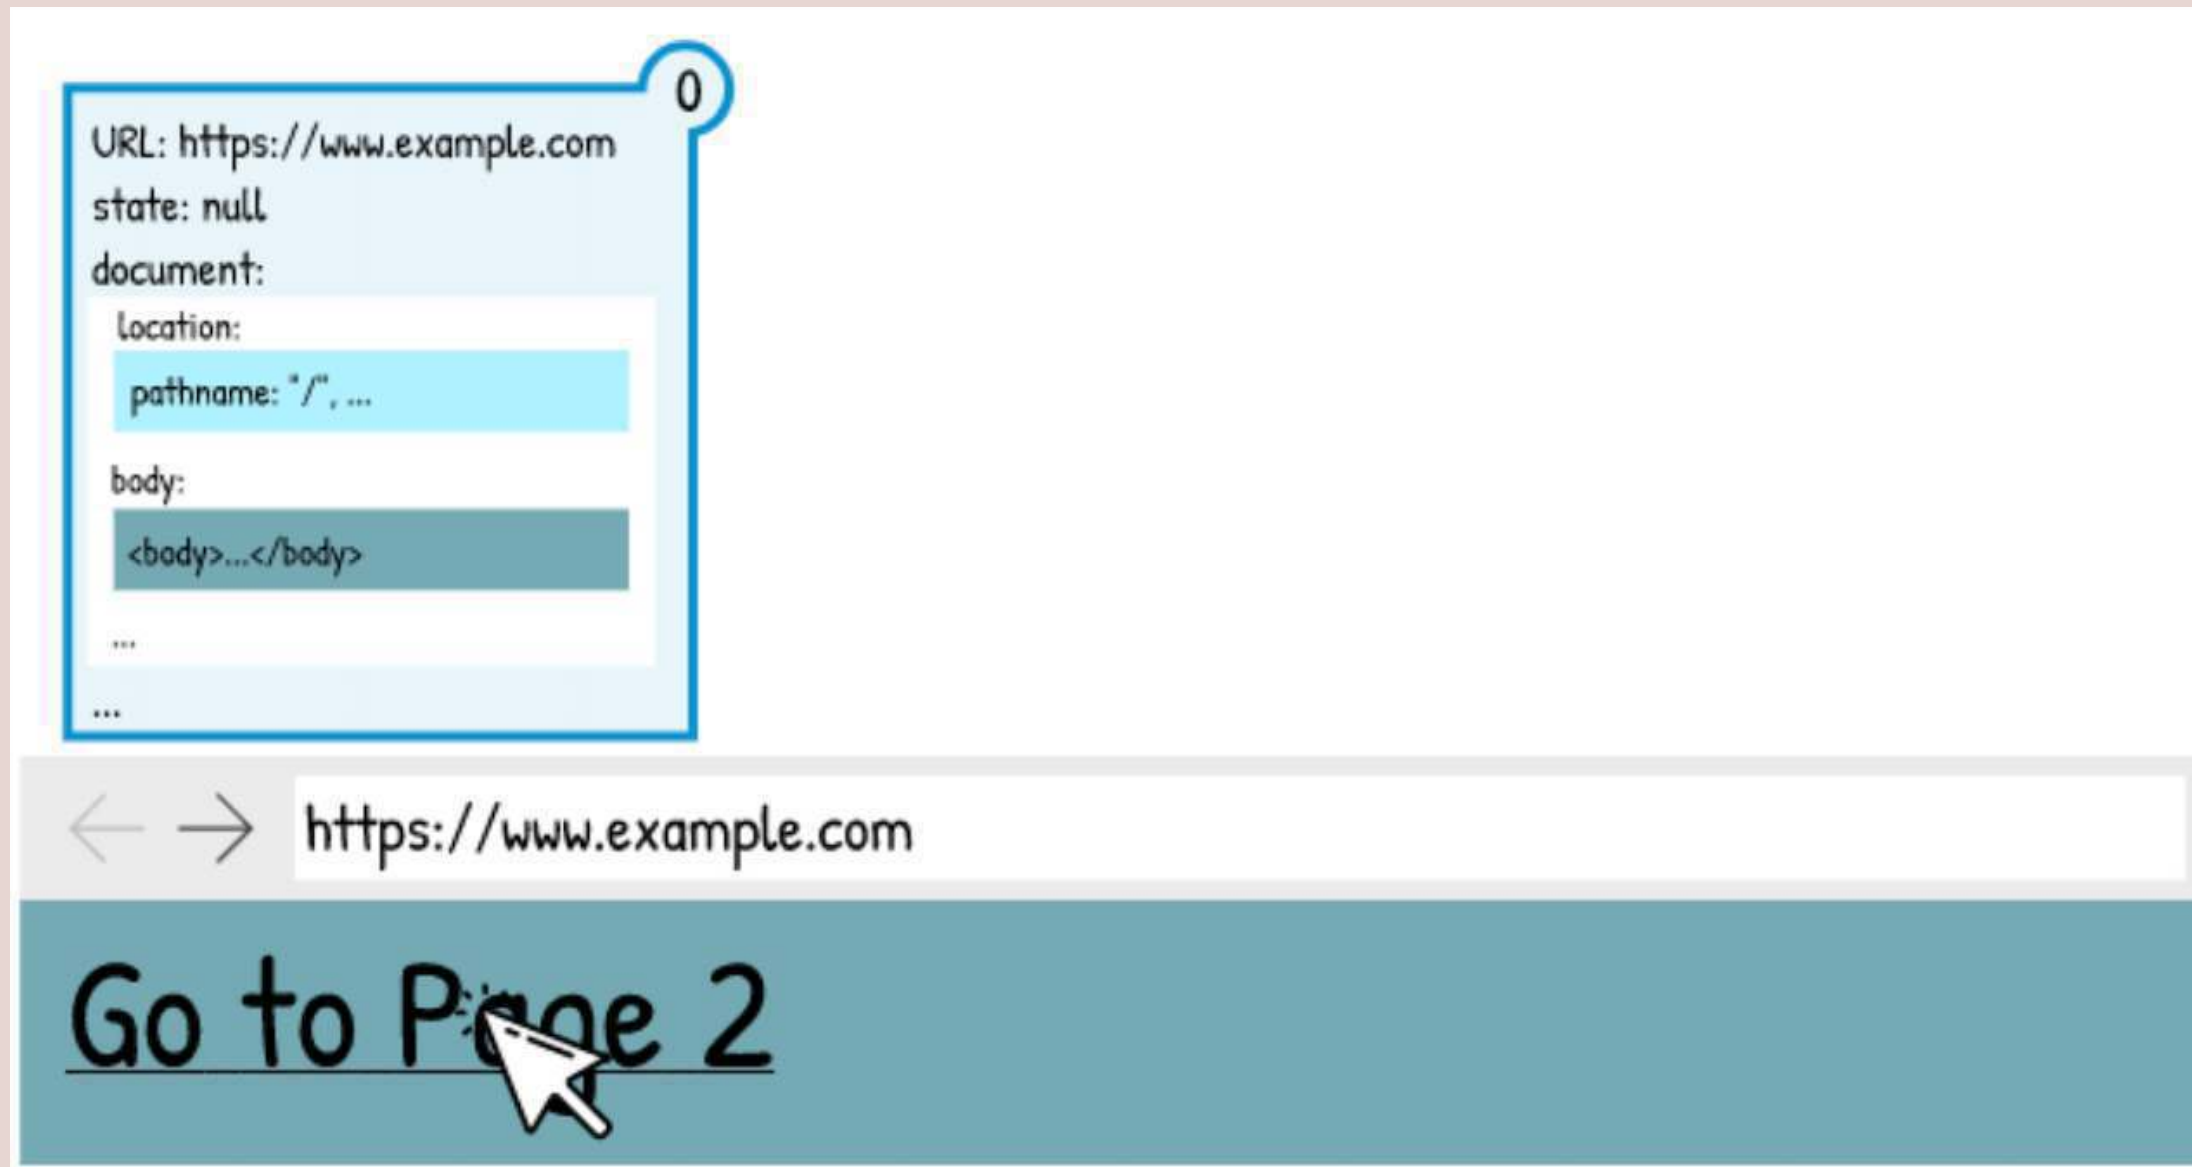 0
URL: https://www.example.com
state: null
document:
location:
pathname: "/", ...
body:
<body>...</body>
...
...
https://www.example.com
Go to Page 2